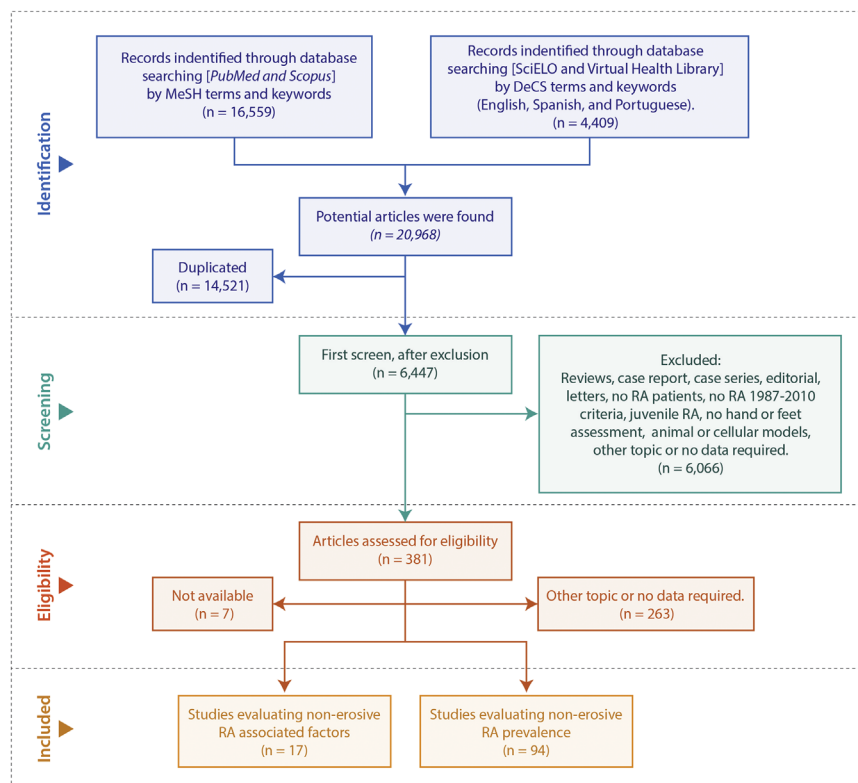 Identification
Records indentified through database
searching [PubMed and Scopus]
by MeSH terms and keywords
(n = 16,559)
Records indentified through database
searching [SciELO and Virtual Health Library]
by DeCS terms and keywords
(English, Spanish, and Portuguese).
(n = 4,409)
Potential articles were found
(n = 20,968)
Duplicated
(n = 14,521)
Screening
First screen, after exclusion
(n = 6,447)
Excluded:
Reviews, case report, case series, editorial,
letters, no RA patients, no RA 1987-2010
criteria, juvenile RA, no hand or feet
assessment, animal or cellular models,
other topic or no data required.
(n = 6,066)
Eligibility
Articles assessed for eligibility
(n = 381)
Not available
(n = 7)
Other topic or no data required.
(n = 263)
Included
Studies evaluating non-erosive
RA associated factors
(n = 17)
Studies evaluating non-erosive
RA prevalence
(n = 94)